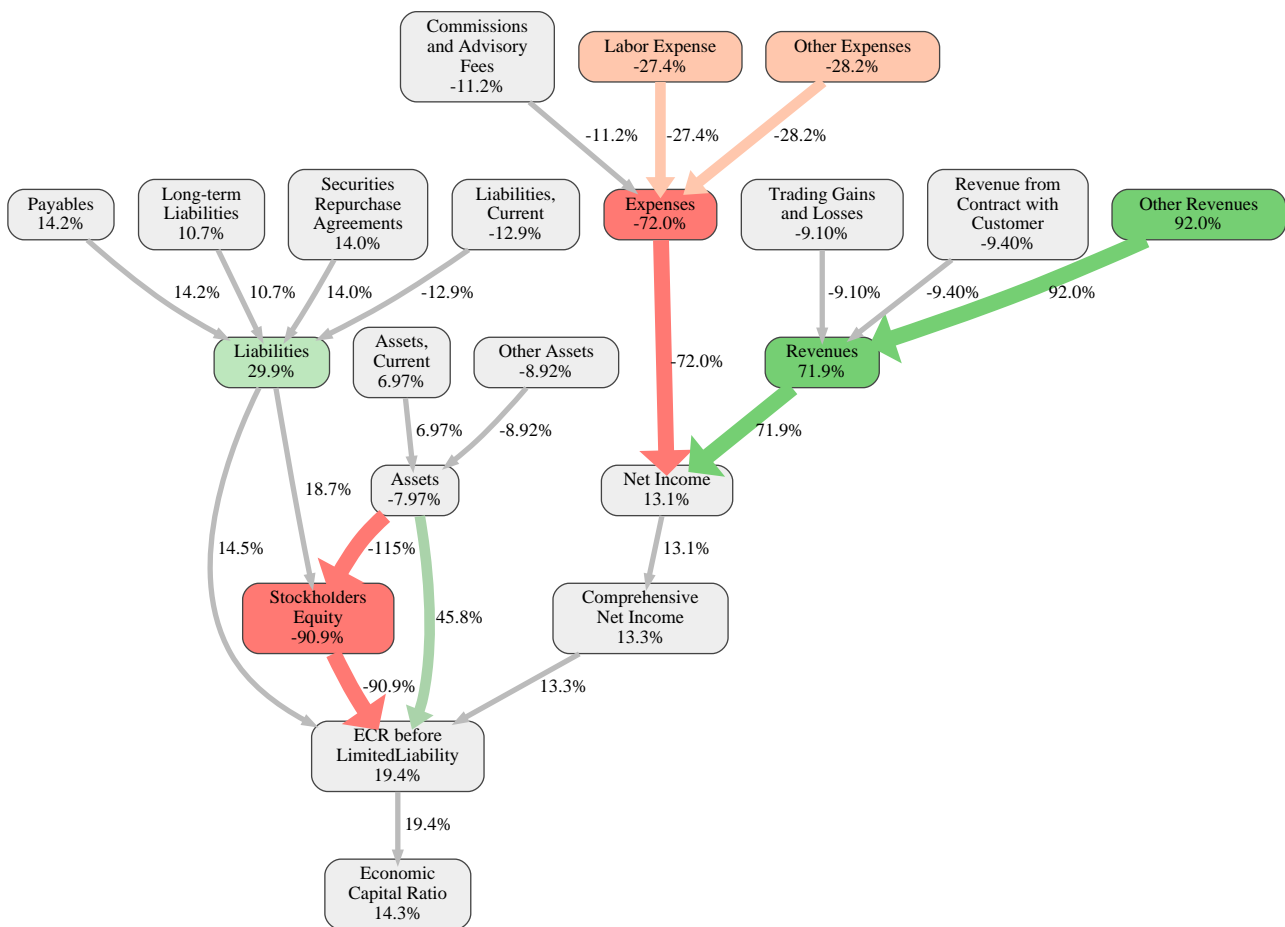 Commissions
and Advisory
Fees
-11.2%
Labor Expense
-27.4%
Other Expenses
-28.2%
-11.2%
-27.4%
-28.2%
Payables
14.2%
Long-term
Liabilities
10.7%
Securities
Repurchase
Agreements
14.0%
Liabilities,
Current
-12.9%
Expenses
-72.0%
Trading Gains
and Losses
-9.10%
Revenue from
Contract with
Customer
-9.40%
Other Revenues
92.0%
14.2%
10.7%
14.0%
-12.9%
-9.10%
-9.40%
92.0%
Liabilities
29.9%
Assets,
Current
6.97%
Other Assets
-8.92%
-72.0%
Revenues
71.9%
6.97%
-8.92%
71.9%
18.7%
Assets
-7.97%
Net Income
13.1%
14.5%
-115%
13.1%
Stockholders
Equity
-90.9%
45.8%
Comprehensive
Net Income
13.3%
-90.9%
13.3%
ECR before
LimitedLiability
19.4%
19.4%
Economic
Capital Ratio
14.3%